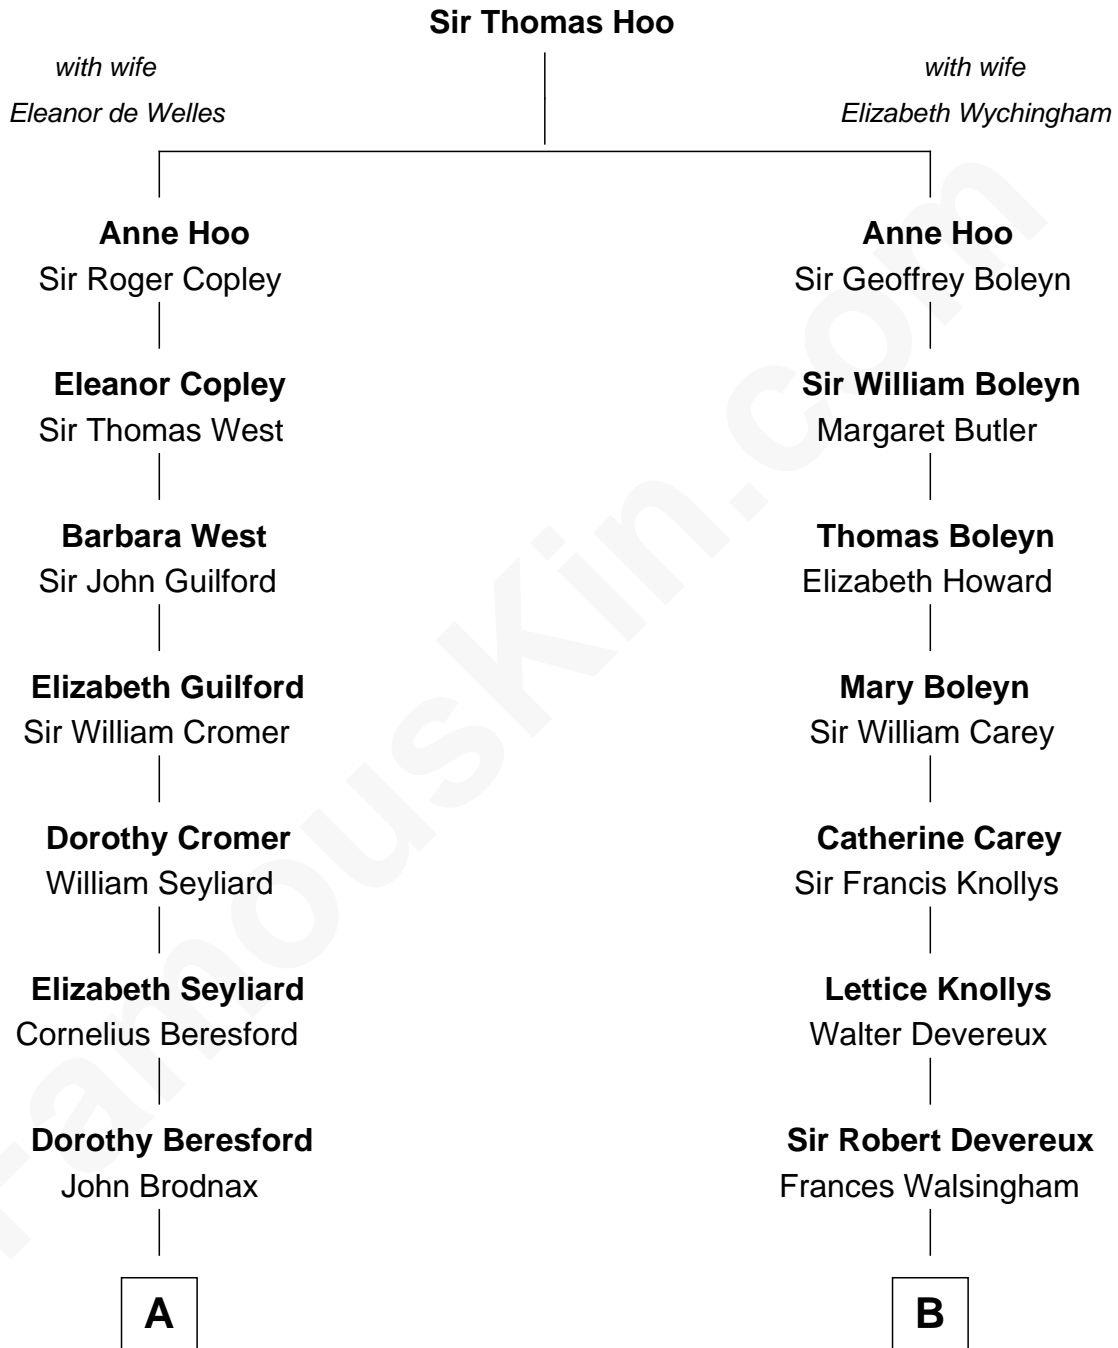 Sir Thomas Hoo
with wife
Eleanor de Welles
with wife
Elizabeth Wychingham
Anne Hoo
Sir Roger Copley
Anne Hoo
Sir Geoffrey Boleyn
Eleanor Copley
Sir Thomas West
Sir William Boleyn
Margaret Butler
Barbara West
Sir John Guilford
Thomas Boleyn
Elizabeth Howard
Elizabeth Guilford
Sir William Cromer
Mary Boleyn
Sir William Carey
Dorothy Cromer
William Seyliard
Catherine Carey
Sir Francis Knollys
Elizabeth Seyliard
Cornelius Beresford
Lettice Knollys
Walter Devereux
Dorothy Beresford
John Brodnax
Sir Robert Devereux
Frances Walsingham
A
B
FamousKin.com